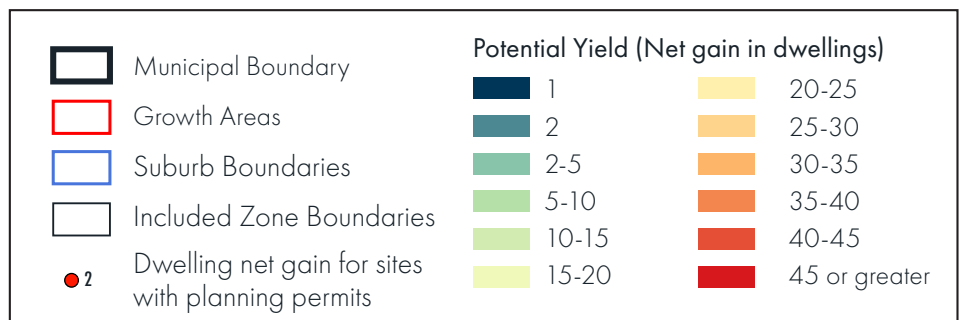 Municipal Boundary
Growth Areas
Suburb Boundaries
Included Zone Boundaries
2
Dwelling net gain for sites
with planning permits
Potential Yield (Net gain in dwellings)
1
2
2-5
5-10
10-15
15-20
20-25
25-30
30-35
35-40
40-45
45 or greater